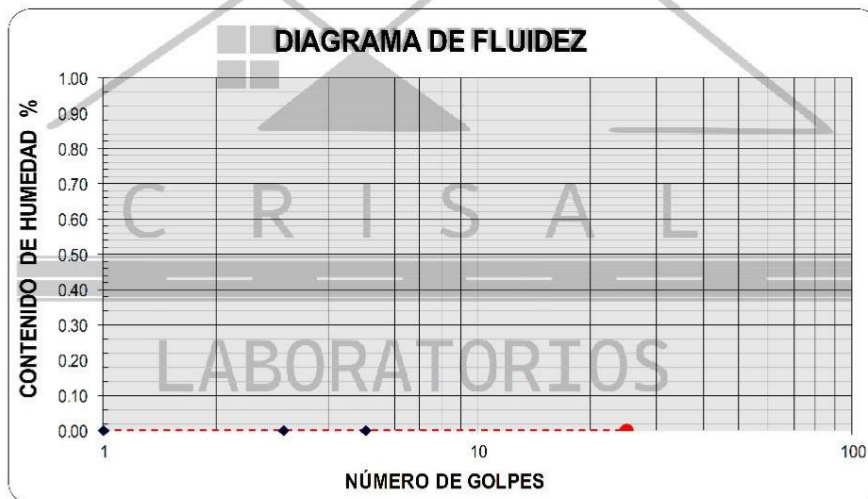 DIAGRAMA DE FLUIDEZ
CONTENIDO DE HUMEDAD %
1.00
0.90
0.80
0.70
0.60
0.50
0.40
0.30
0.20
0.10
0.00
CRISAL
LABORATORIOS
1 10 100
NÚMERO DE GOLPES